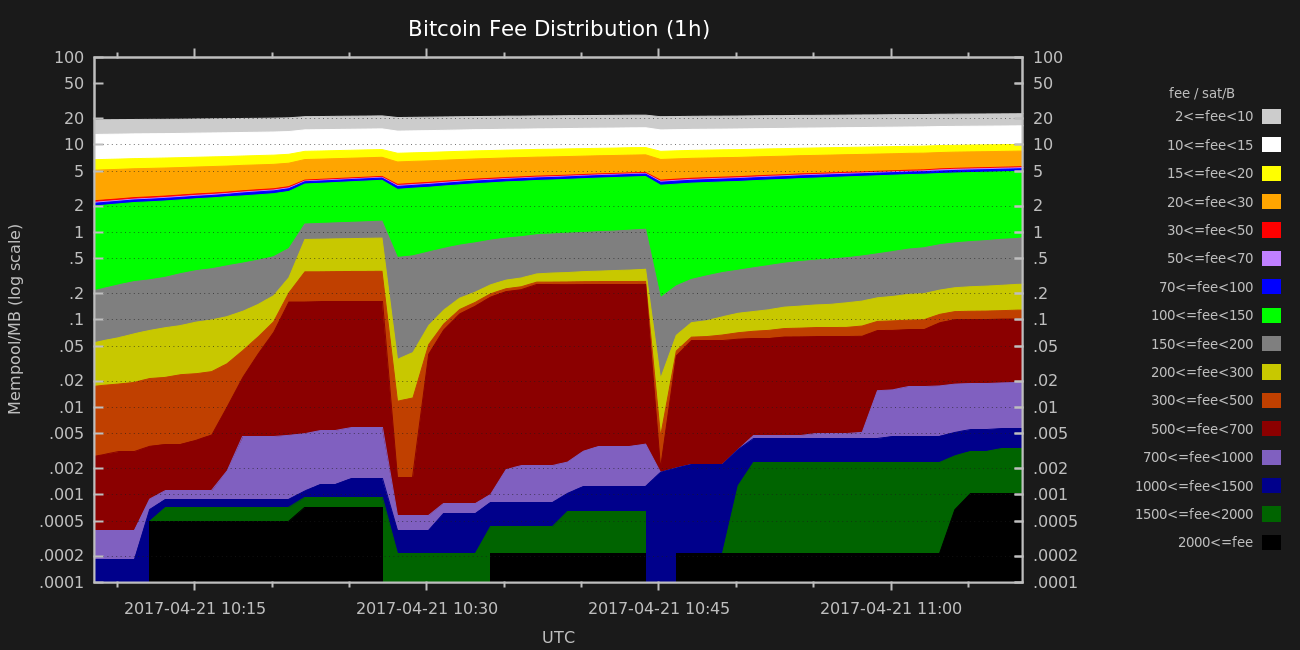 Bitcoin Fee Distribution (1h)
Mempool/MB (log scale)
100
50
20
10
5
2
1
.5
.2
.1
.05
.02
.01
.005
.002
.001
.0005
.0002
.0001
100
50
20
10
5
2
1
.5
.2
.1
.05
.02
.01
.005
.002
.001
.0005
.0002
.0001
2017-04-21 10:15 2017-04-21 10:30 2017-04-21 10:45 2017-04-21 11:00
UTC
fee / sat/B
2<=fee<10
10<=fee<15
15<=fee<20
20<=fee<30
30<=fee<50
50<=fee<70
70<=fee<100
100<=fee<150
150<=fee<200
200<=fee<300
300<=fee<500
500<=fee<700
700<=fee<1000
1000<=fee<1500
1500<=fee<2000
2000<=fee